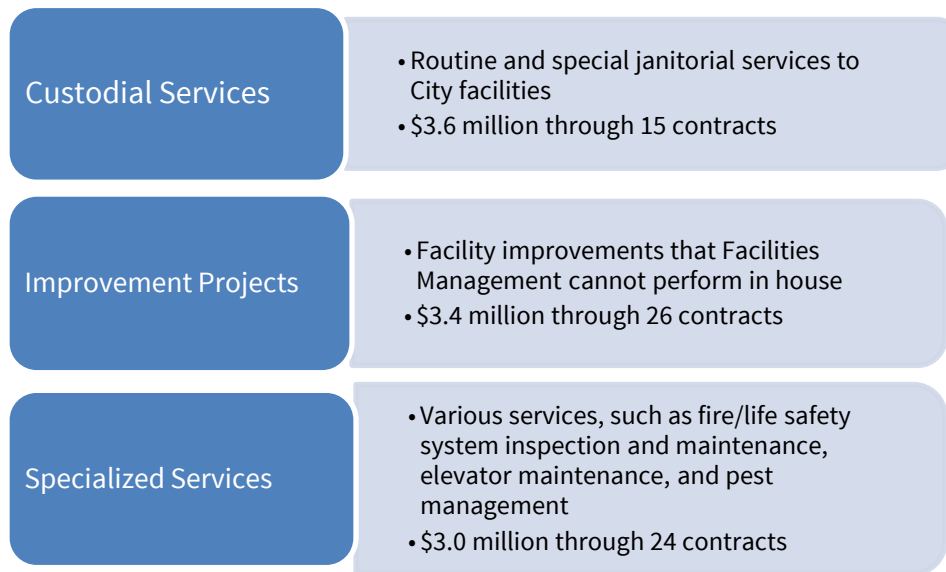 Custodial Services
• Routine and special janitorial services to
City facilities
• $3.6 million through 15 contracts
Improvement Projects
• Facility improvements that Facilities
Management cannot perform in house
• $3.4 million through 26 contracts
Specialized Services
• Various services, such as fire/life safety
system inspection and maintenance,
elevator maintenance, and pest
management
• $3.0 million through 24 contracts